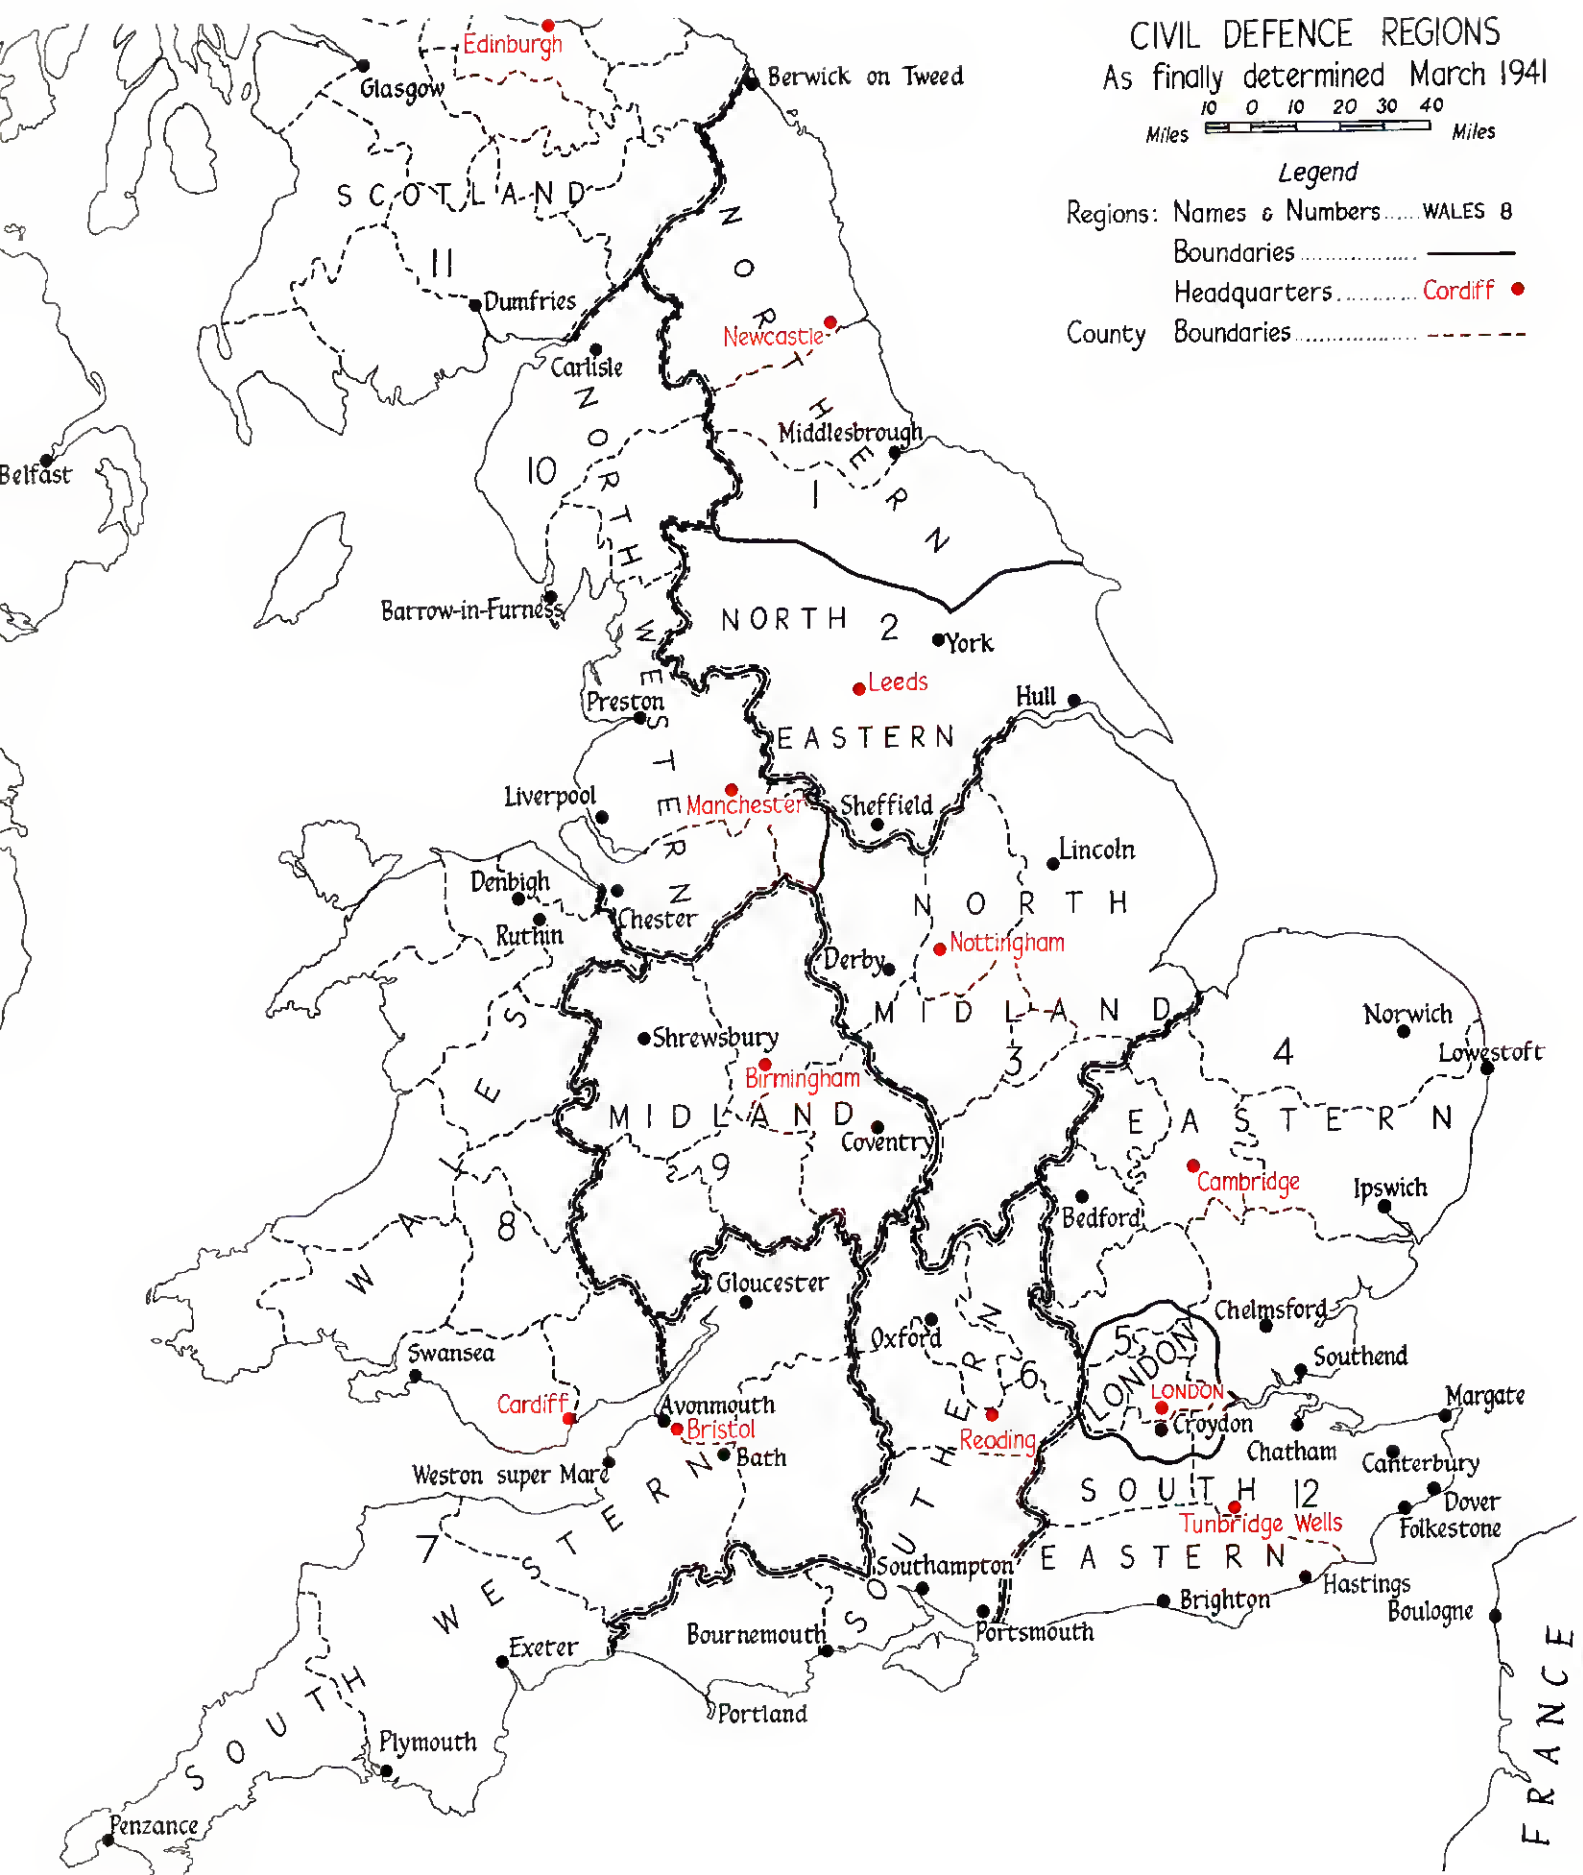 CIVIL DEFENCE REGIONS
As finally determined March 1941
10 0 10 20 30 40
Miles Miles
Legend
Regions: Names & Numbers...... WALES 8
Boundaries ..................
Headquarters............ Cardiff
County Boundaries..................
Edinburgh
Glasgow
Berwick on Tweed
SCOTLAND
11
Dumfries
Carlisle
Newcastle
NORTHERN
1
Middlesbrough
Belfast
10
NORTH WESTERN
Barrow-in-Furness
NORTH 2
York
Leeds
EASTERN
Hull
Preston
Liverpool
Manchester
Sheffield
Lincoln
Denbigh
Ruthin
Chester
NORTH
Nottingham
Derby
MIDLAND
3
Shrewsbury
Birmingham
MIDLAND
Coventry
9
Norwich
4
Lowestoft
EASTERN
Cambridge
Ipswich
Bedford
WALES
8
Gloucester
Oxford
Chelmsford
5
LONDON
LONDON
Croydon
Southend
Margate
Swansea
Cardiff
Avonmouth
Bristol
Bath
Weston super Mare
6
Reading
SOUTHERN
Chatham
Canterbury
Dover
Folkestone
SOUTH 12
Tunbridge Wells
EASTERN
Hastings
Brighton
Boulogne
7
SOUTH WESTERN
Southampton
Portsmouth
Bournemouth
Exeter
Portland
Plymouth
Penzance
FRANCE